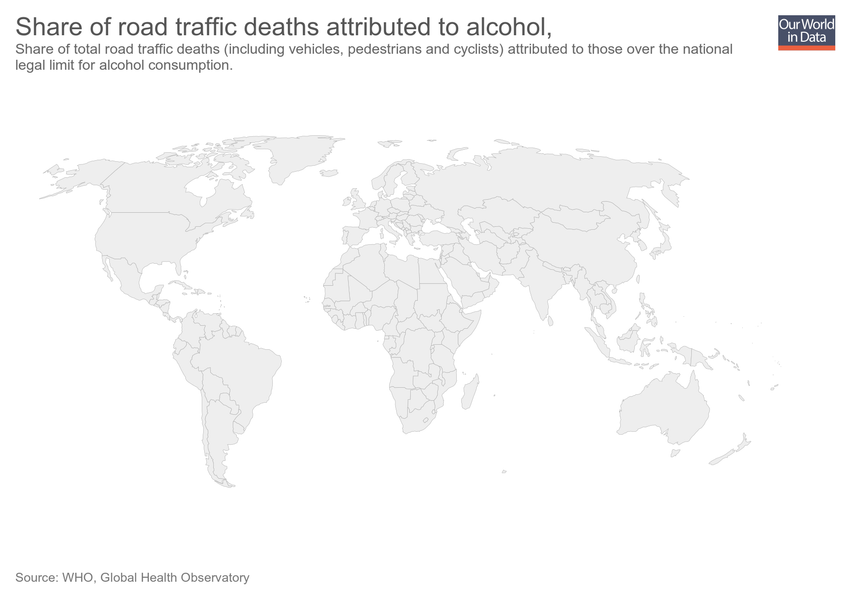 Share of road traffic deaths attributed to alcohol,
Share of total road traffic deaths (including vehicles, pedestrians and cyclists) attributed to those over the national
legal limit for alcohol consumption.
Our World
in Data
Source: WHO, Global Health Observatory